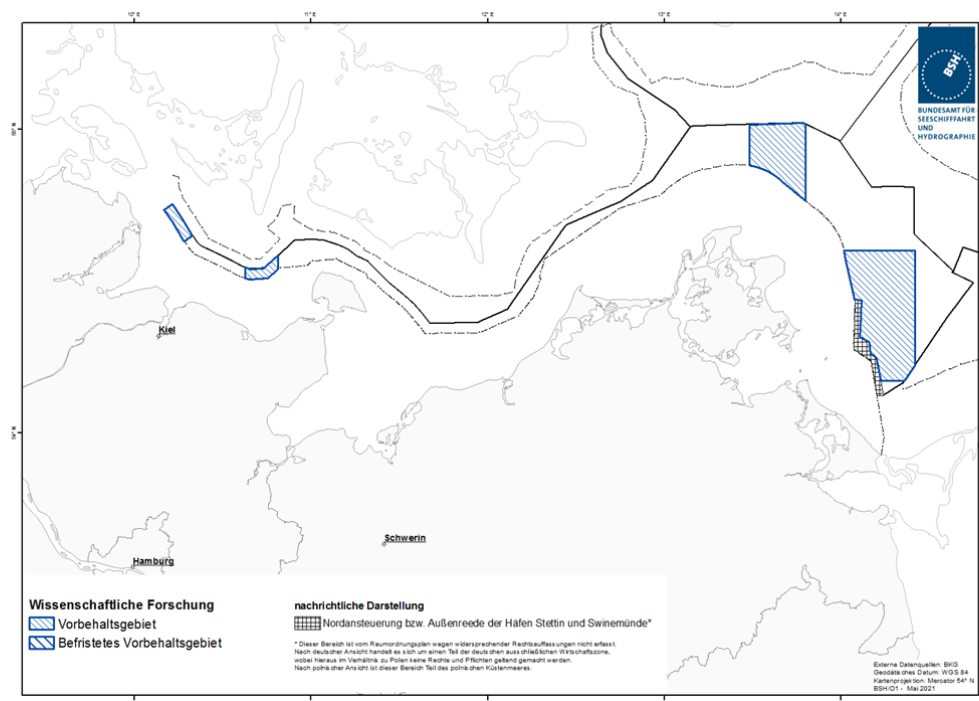 10° E 11° E 12° E 13° E 14° E
BSH
BUNDESAMT FÜR
SEESCHIFFFAHRT
UND
HYDROGRAPHIE
55° N
Kiel
54° N
Schwerin
Hamburg
Wissenschaftliche Forschung
Vorbehaltsgebiet
Befristetes Vorbehaltsgebiet
nachrichtliche Darstellung
Nordansteuerung bzw. Außenreede der Häfen Stettin und Swinemünde*
* Dieser Bereich ist vom Raumordnungsplan wegen widersprechender Rechtsauffassungen nicht erfasst.
Nach deutscher Ansicht handelt es sich um einen Teil der deutschen ausschließlichen Wirtschaftszone,
wobei hieraus im Verhältnis zu Polen keine Rechte und Pflichten geltend gemacht werden.
Nach polnischer Ansicht ist dieser Bereich Teil des polnischen Küstenmeeres.
Externe Datenquellen: BKG
Geodätisches Datum: WGS 84
Kartenprojektion: Mercator 54° N
BSH/O1 - Mai 2021